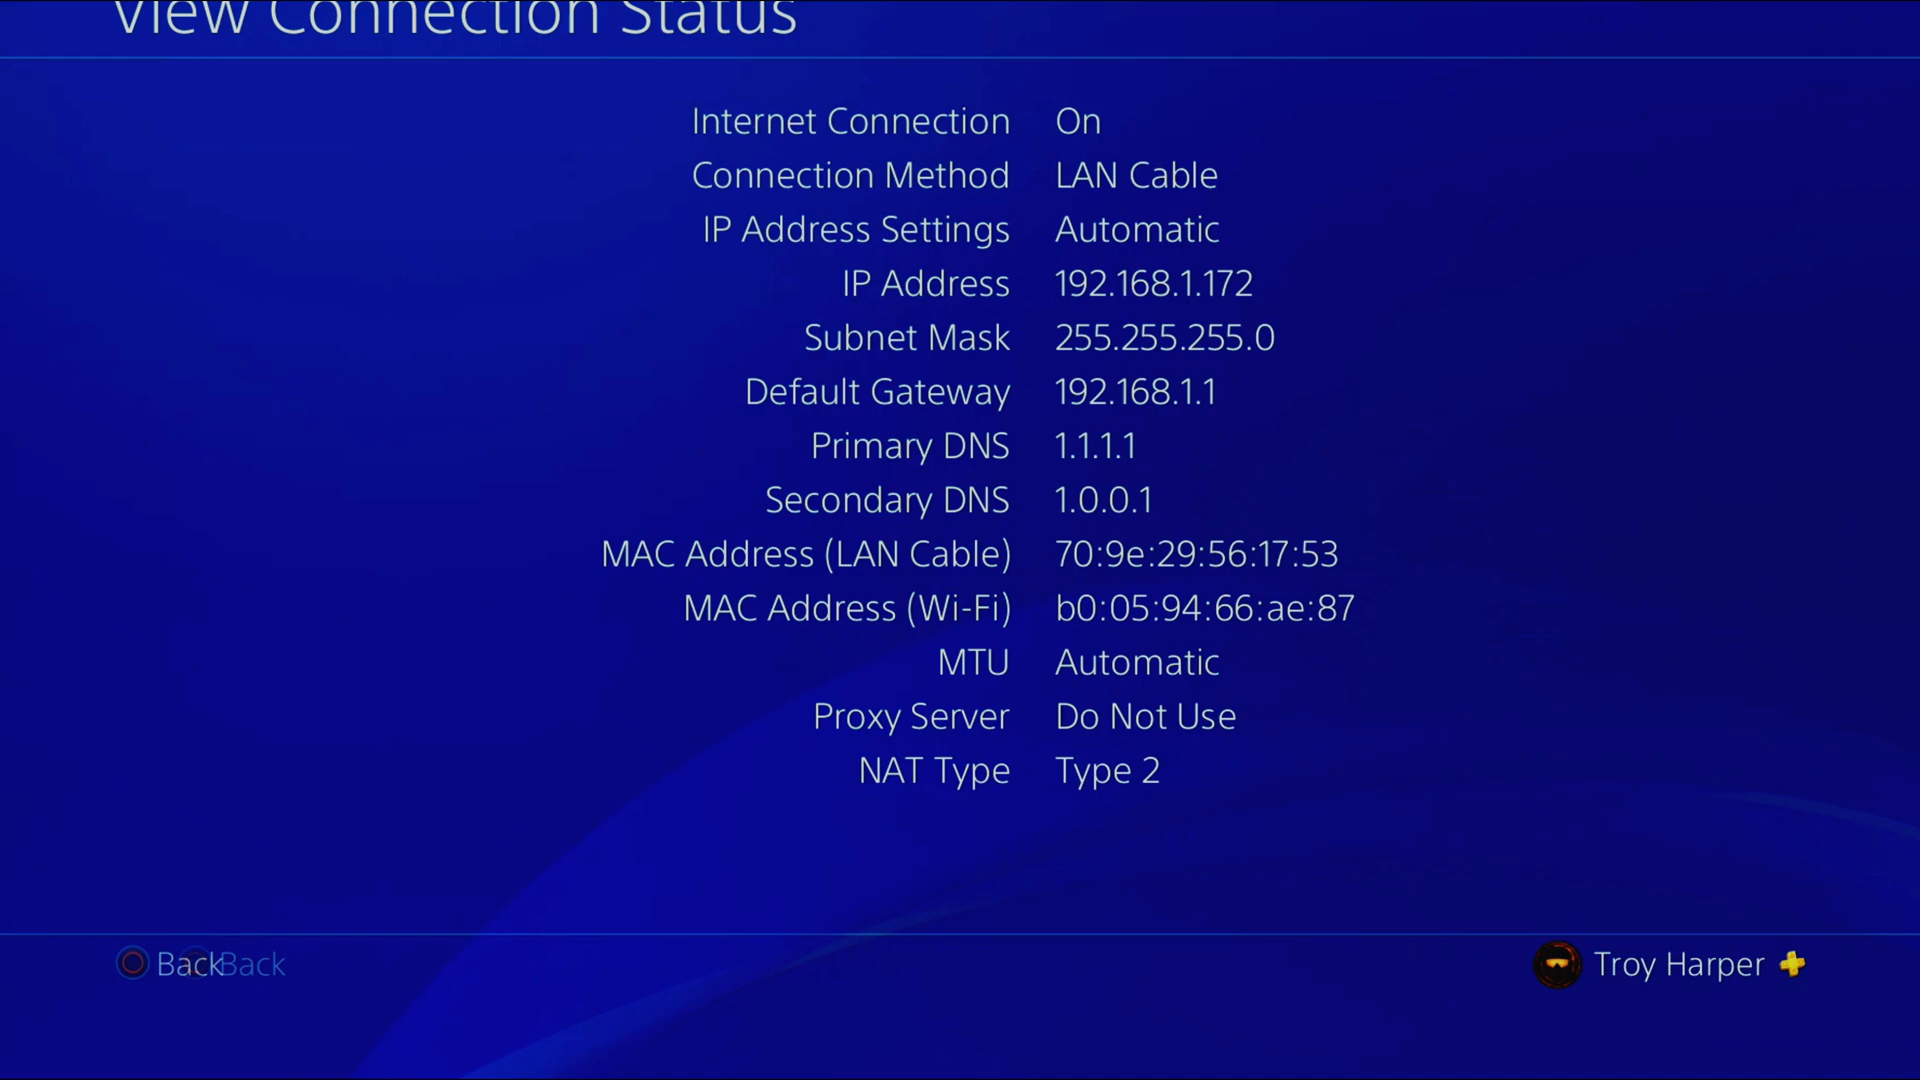 View Connection Status
Internet Connection On
Connection Method LAN Cable
IP Address Settings Automatic
IP Address 192.168.1.172
Subnet Mask 255.255.255.0
Default Gateway 192.168.1.1
Primary DNS 1.1.1.1
Secondary DNS 1.0.0.1
MAC Address (LAN Cable) 70:9e:29:56:17:53
MAC Address (Wi-Fi) b0:05:94:66:ae:87
MTU Automatic
Proxy Server Do Not Use
NAT Type Type 2
Back Back
Troy Harper